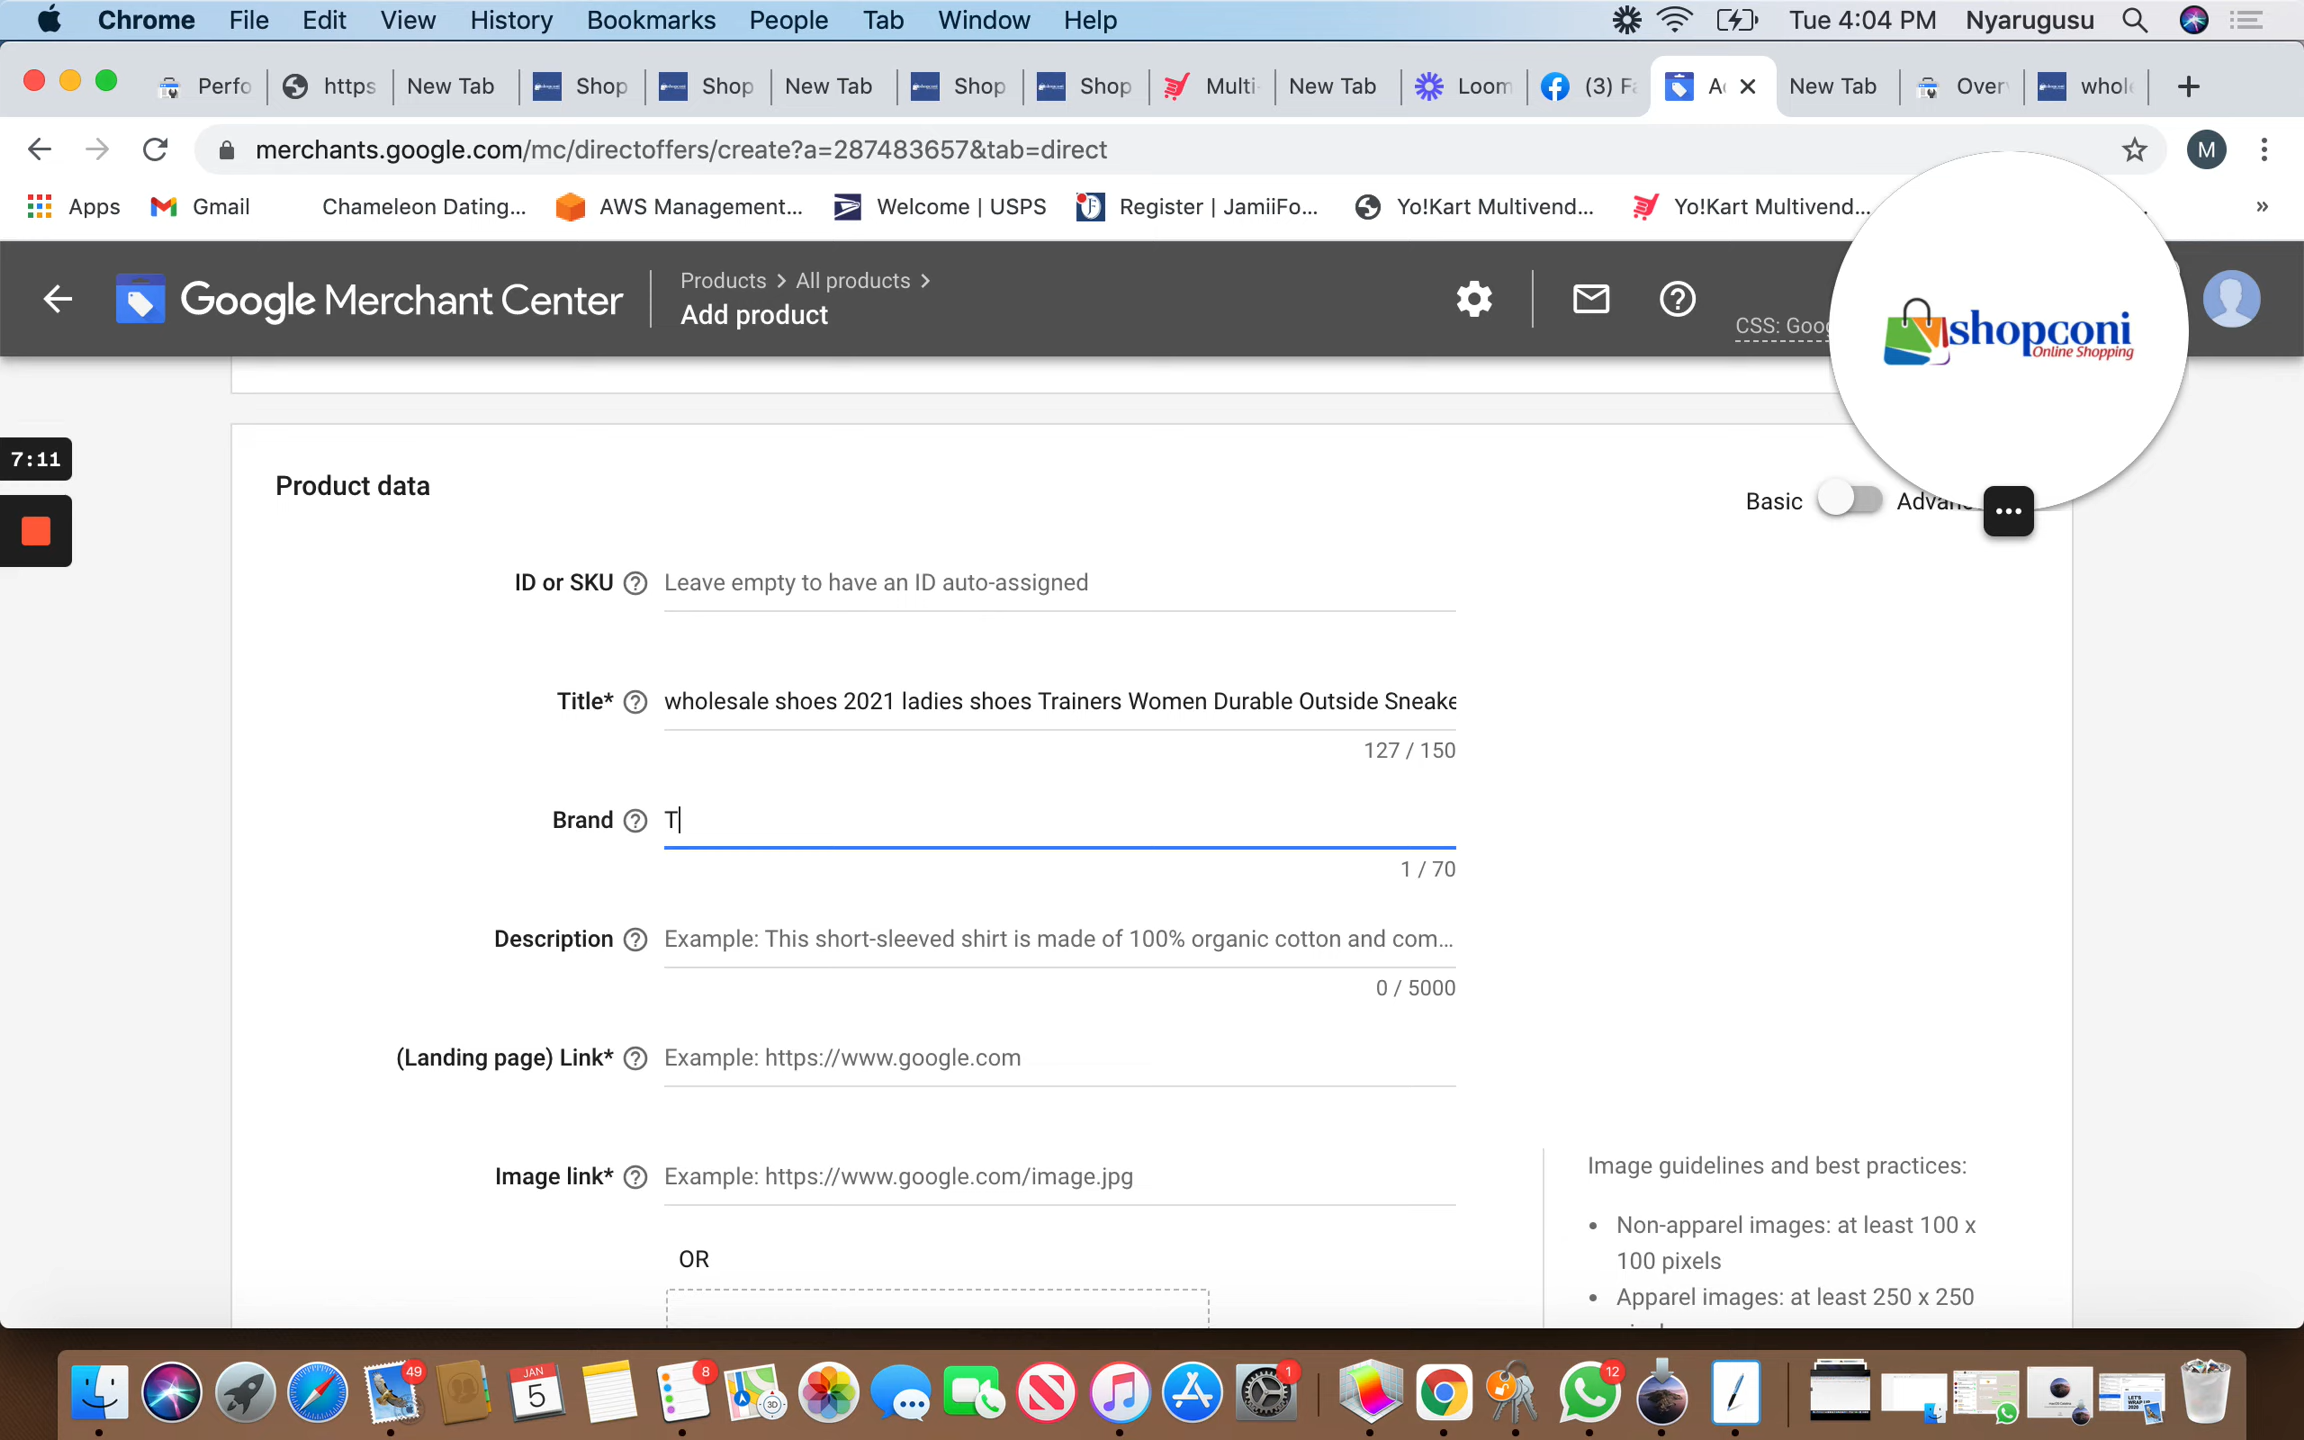 Chrome File Edit View History Bookmarks People Tab Window Help Tue 4:04 PM Nyarugusu
Perfo https New Tab Shop Shop New Tab Shop Shop Multi- New Tab Loom (3) Fa New Tab Over whole
merchants.google.com/mc/directoffers/create?a=287483657&tab=direct M
Apps Gmail Chameleon Dating... AWS Management... Welcome | USPS Register | JamiiFo... Yo!Kart Multivend... Yo!Kart Multivend... »
Google Merchant Center
Products > All products >
Add product
CSS: Goog
shopconi
Online Shopping
7:11
Product data
Basic
ID or SKU Leave empty to have an ID auto-assigned
Title* wholesale shoes 2021 ladies shoes Trainers Women Durable Outside Sneake
127 / 150
Brand T
1 / 70
Description Example: This short-sleeved shirt is made of 100% organic cotton and com...
0 / 5000
(Landing page) Link* Example: https://www.google.com
Image link* Example: https://www.google.com/image.jpg
OR
Image guidelines and best practices:
• Non-apparel images: at least 100 x
100 pixels
• Apparel images: at least 250 x 250
49 JAN 5 8 3D 1 12